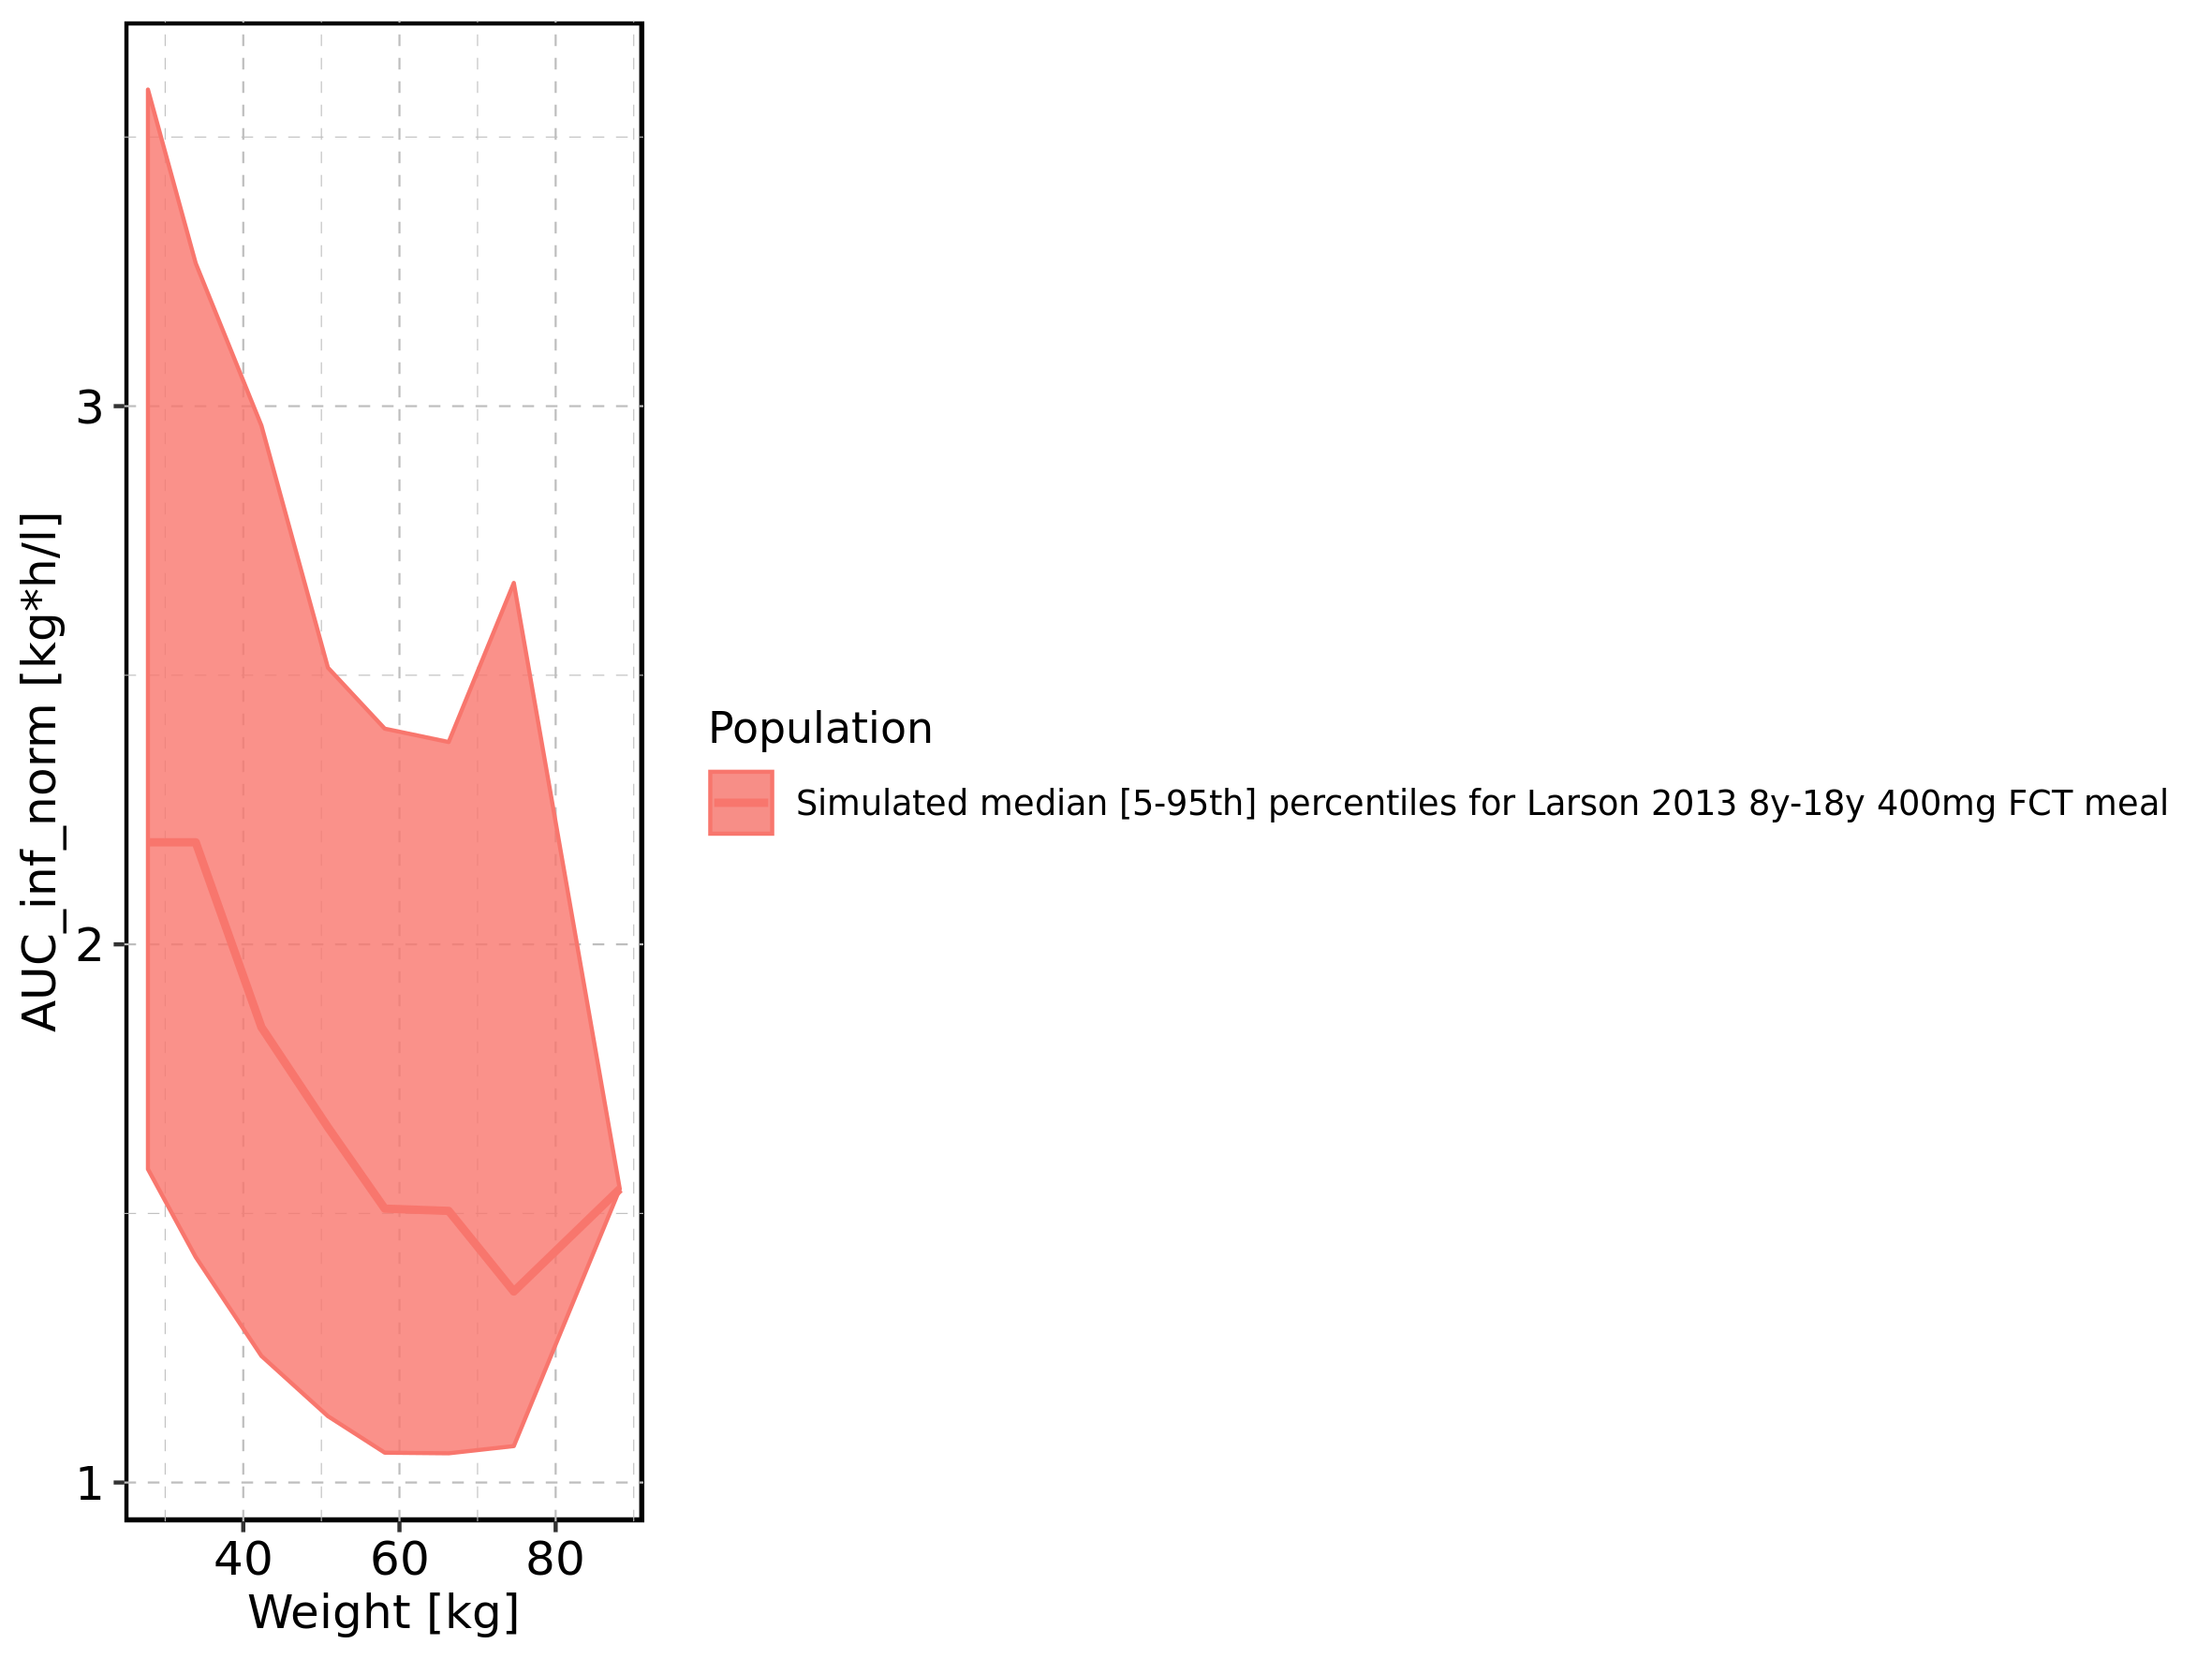 AUC_inf_norm [kg*h/l]
3
2
1
40 60 80
Weight [kg]
Population
Simulated median [5-95th] percentiles for Larson 2013 8y-18y 400mg FCT meal